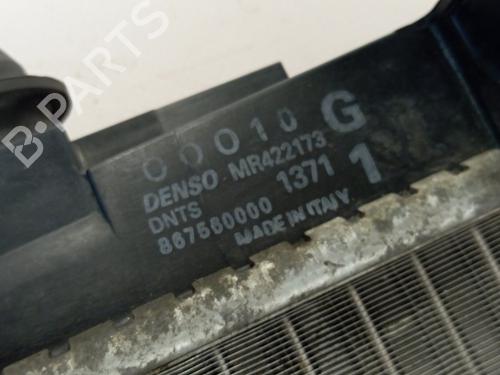 00010 G
DENSO MR422173
DNTS 1371 1
867560000
MADE IN ITALY
B-PARTS